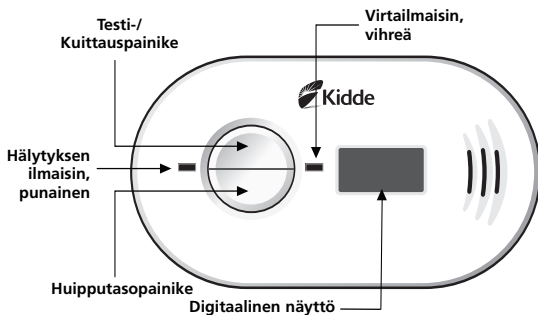 Testi-/
Kuittauspainike
Virtailmaisin,
vihreä
Kidde
Hälytyksen
ilmaisin,
punainen
Huipputasopainike
Digitaalinen näyttö